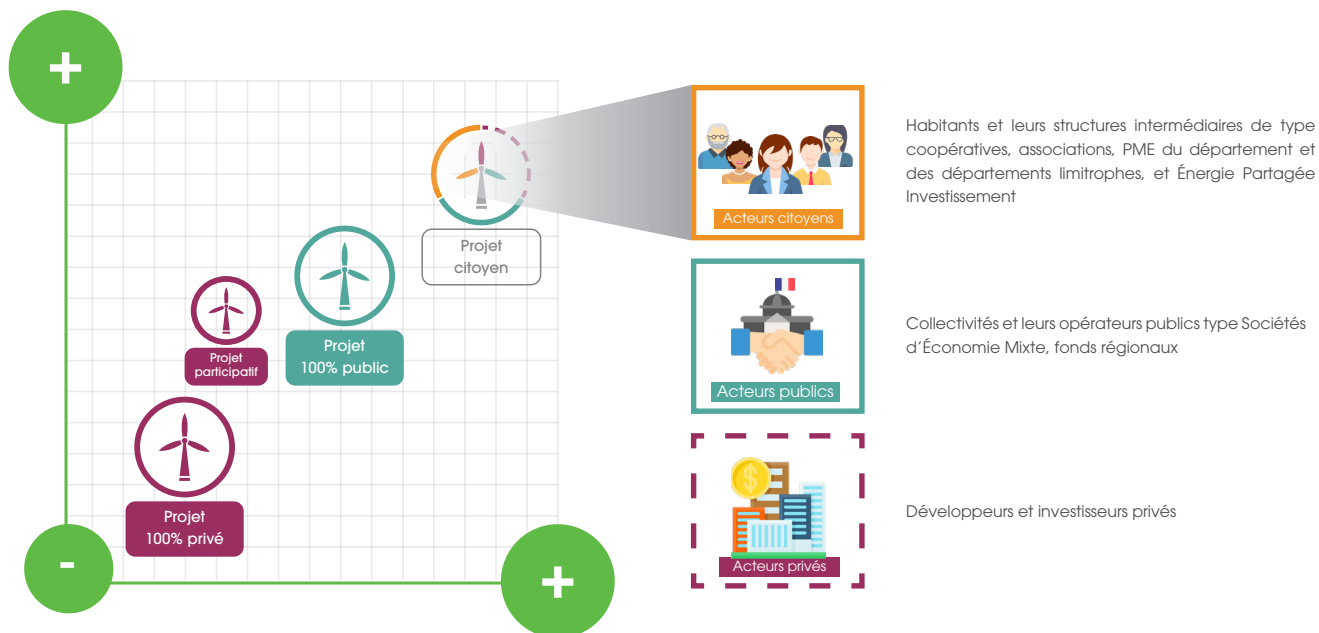 +
Projet
citoyen
Projet
participatif
Projet
100% public
Projet
100% privé
-
+
Acteurs citoyens
Habitants et leurs structures intermédiaires de type
coopératives, associations, PME du département et
des départements limitrophes, et Énergie Partagée
Investissement
Acteurs publics
Collectivités et leurs opérateurs publics type Sociétés
d'Économie Mixte, fonds régionaux
$
Acteurs privés
Développeurs et investisseurs privés